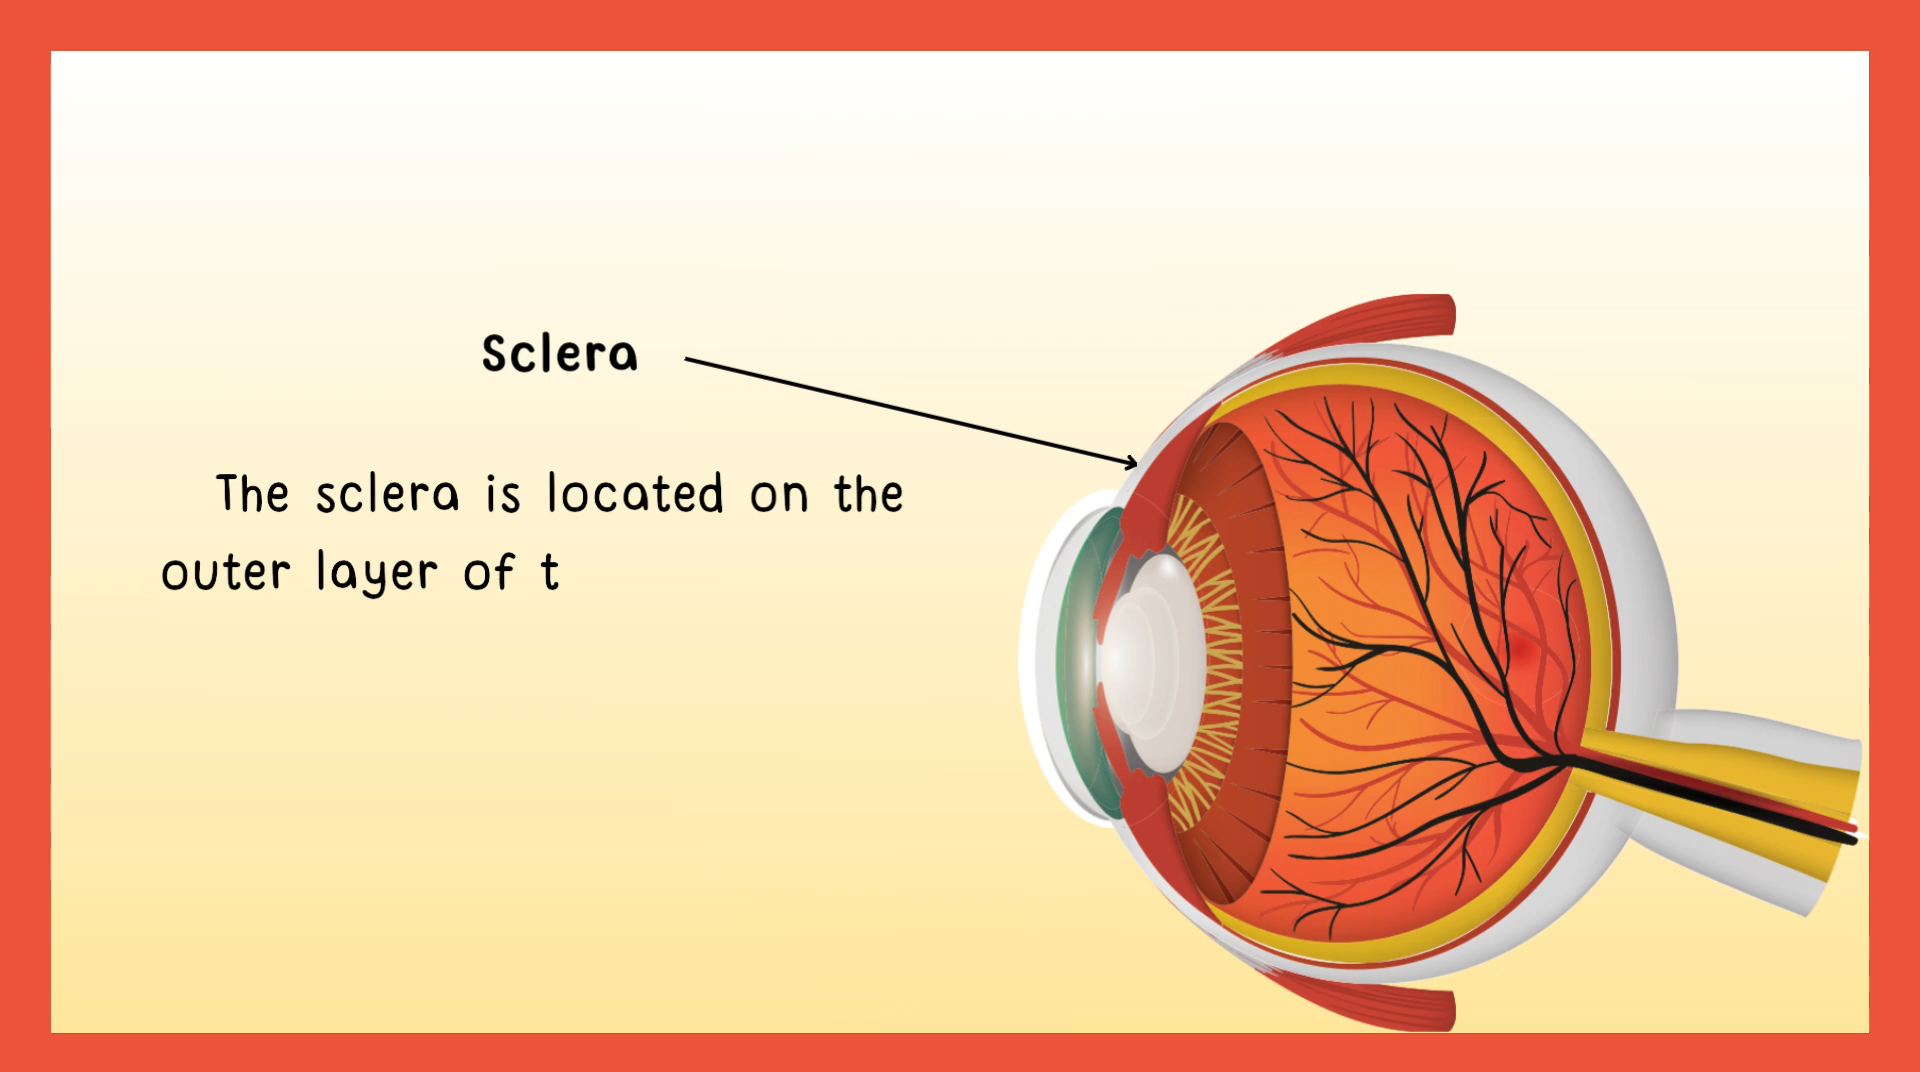 Sclera
The sclera is located on the
outer layer of t